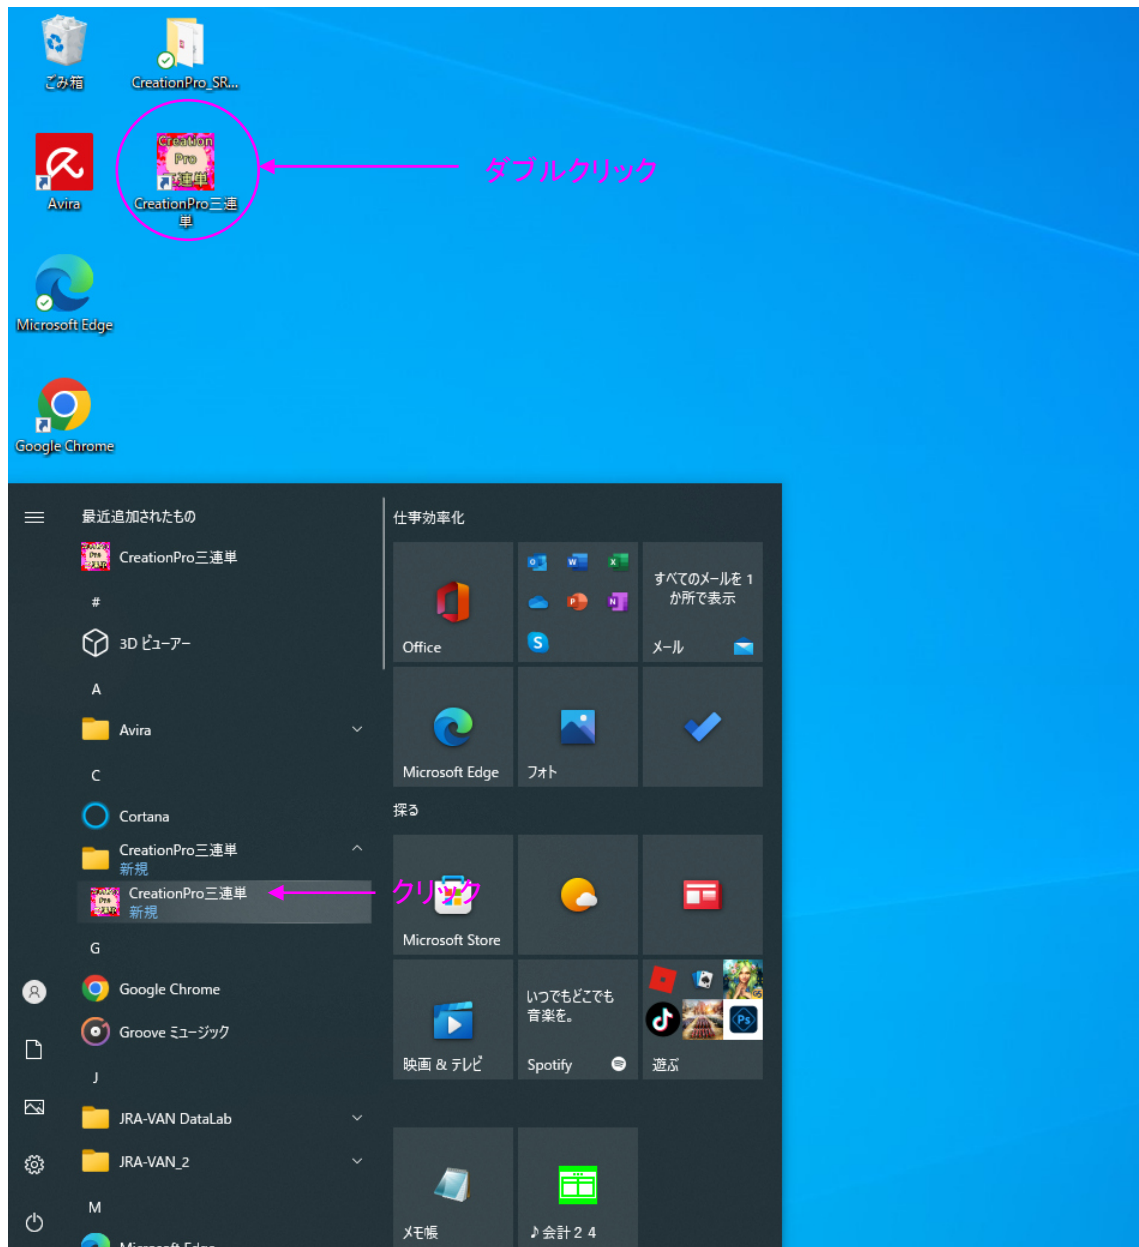 ごみ箱
CreationPro_SR...
Creation
Pro
三連単
Avira
CreationPro三連
単
ダブルクリック
Microsoft Edge
Google Chrome
最近追加されたもの
CreationPro三連単
#
3D ビューアー
A
Avira
C
Cortana
CreationPro三連単
新規
CreationPro三連単
新規
クリック
G
Google Chrome
Groove ミュージック
J
JRA-VAN DataLab
JRA-VAN_2
M
Microsoft Edge
仕事効率化
Office
すべてのメールを 1
か所で表示
メール
Microsoft Edge
フォト
探る
Microsoft Store
映画 & テレビ
いつでもどこでも
音楽を。
Spotify
遊ぶ
メモ帳
♪会計２４